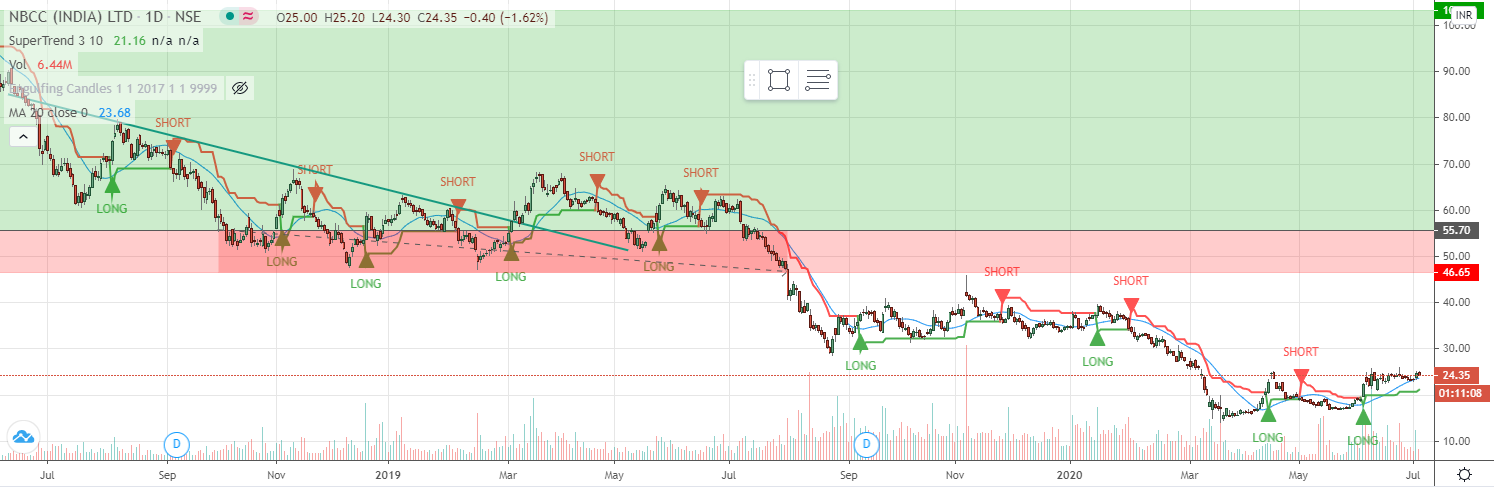 NBCC (INDIA) LTD · 1D · NSE O25.00 H25.20 L24.30 C24.35 −0.40 (−1.62%)
SuperTrend 3 10 21.16 n/a n/a
Vol 6.44M
Engulfing Candles 1 1 2017 1 1 9999
MA 20 close 0 23.68
INR
100.00
90.00
80.00
70.00
60.00
55.70
50.00
46.65
40.00
30.00
24.35
01:11:08
10.00
SHORT
LONG
SHORT
LONG
LONG
SHORT
LONG
SHORT
LONG
SHORT
LONG
SHORT
LONG
SHORT
LONG
SHORT
LONG
D
D
Jul Sep Nov 2019 Mar May Jul Sep Nov 2020 Mar May Jul